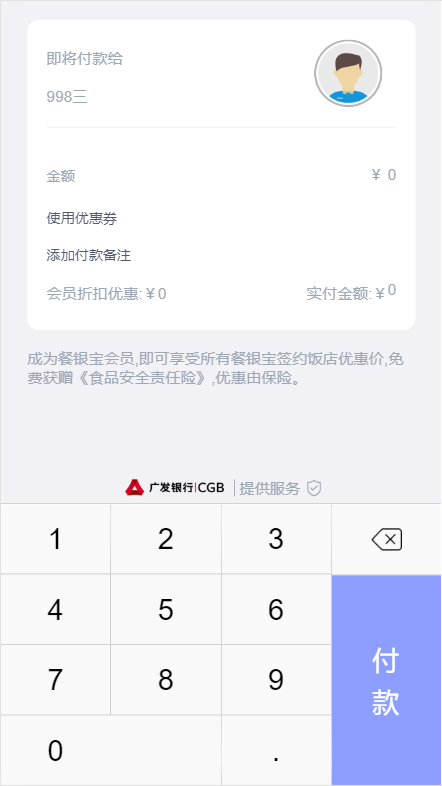 即将付款给
998三
金额 ￥ 0
使用优惠券
添加付款备注
会员折扣优惠:￥0 实付金额:￥0
成为餐银宝会员,即可享受所有餐银宝签约饭店优惠价,免
费获赠《食品安全责任险》,优惠由保险。
广发银行|CGB 提供服务
1 2 3
4 5 6
付
7 8 9
款
0 .